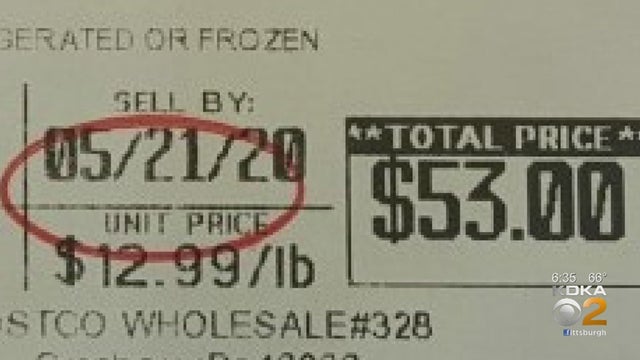 GERATED OR FROZEN
SELL BY:
05/21/20
UNIT PRICE
$12.99/lb
**TOTAL PRICE**
$53.00
OSTCO WHOLESALE#328
6:35 66°
KDKA
2
Pittsburgh